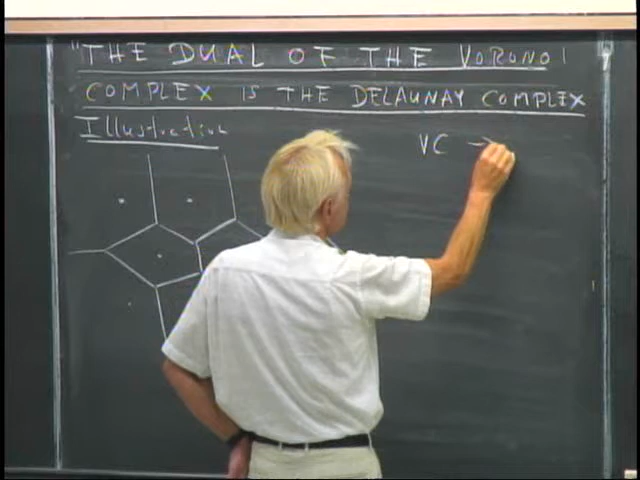 "THE DUAL OF THE VORONOI
COMPLEX IS THE DELAUNAY COMPLEX
Illustration
VC →